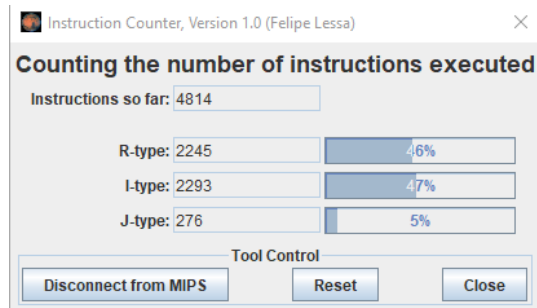 Instruction Counter, Version 1.0 (Felipe Lessa)
Counting the number of instructions executed
Instructions so far: 4814
R-type: 2245 46%
I-type: 2293 47%
J-type: 276 5%
Tool Control
Disconnect from MIPS Reset Close